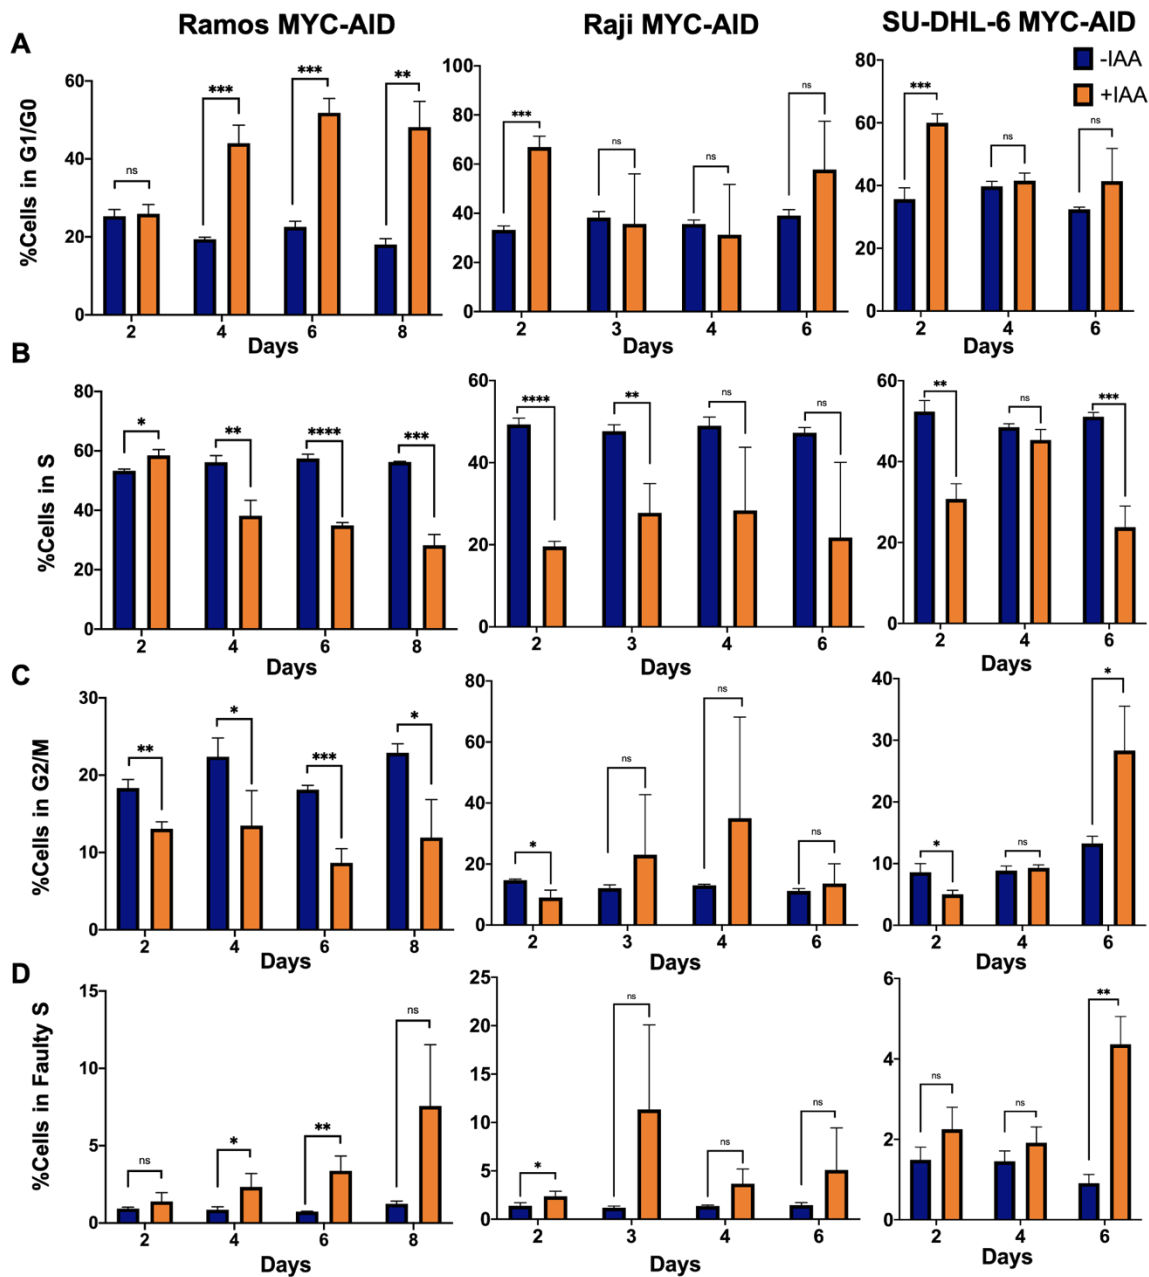 Ramos MYC-AID
Raji MYC-AID
SU-DHL-6 MYC-AID
-IAA
+IAA
A
%Cells in G1/G0
60
40
20
0
ns
***
***
**
2 4 6 8
Days
100
80
60
40
20
0
***
ns
ns
ns
2 3 4 6
Days
80
60
40
20
0
***
ns
ns
2 4 6
Days
B
%Cells in S
80
60
40
20
0
*
**
****
***
2 4 6 8
Days
60
40
20
0
****
**
ns
ns
2 3 4 6
Days
60
40
20
0
**
ns
***
2 4 6
Days
C
%Cells in G2/M
30
20
10
0
**
*
***
*
2 4 6 8
Days
80
60
40
20
0
*
ns
ns
ns
2 3 4 6
Days
40
30
20
10
0
*
ns
*
2 4 6
Days
D
%Cells in Faulty S
15
10
5
0
ns
*
**
ns
2 4 6 8
Days
25
20
15
10
5
0
*
ns
ns
ns
2 3 4 6
Days
6
4
2
0
ns
ns
**
2 4 6
Days